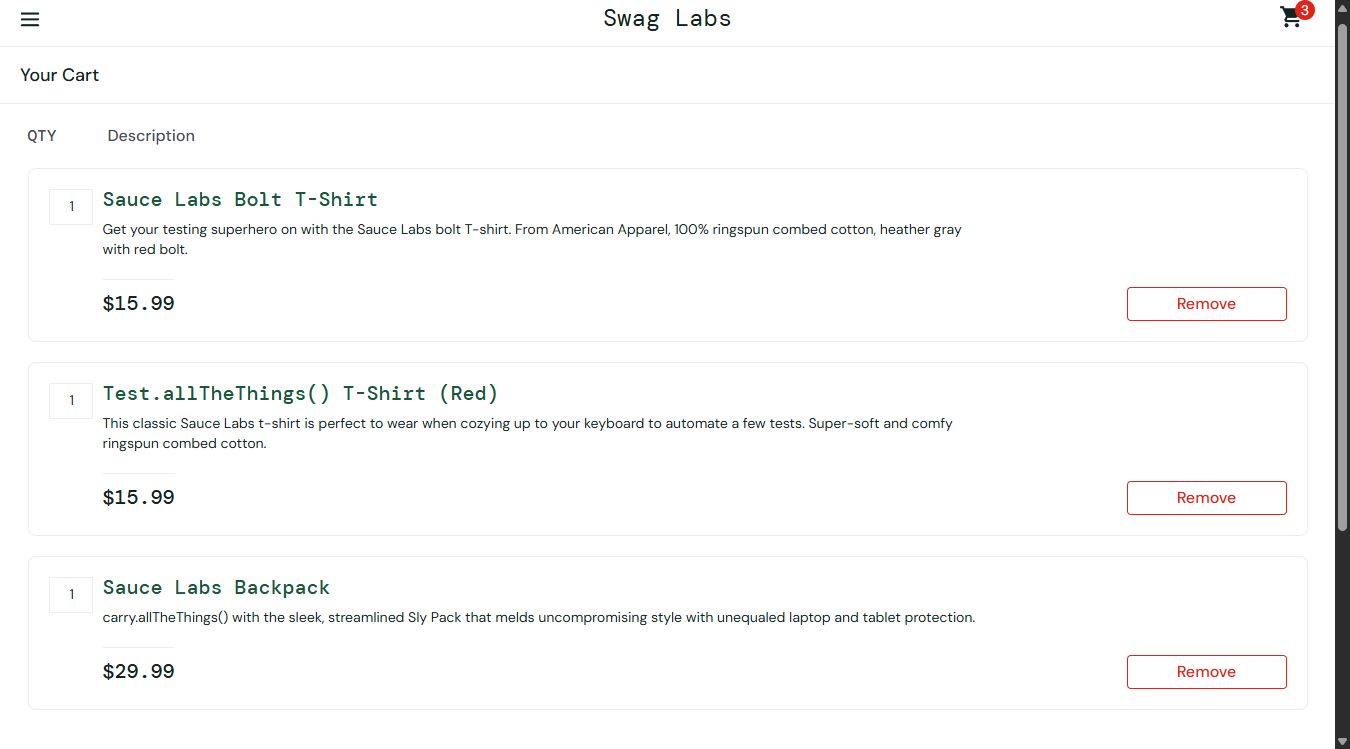 Swag Labs
3
Your Cart
QTY Description
1 Sauce Labs Bolt T-Shirt
Get your testing superhero on with the Sauce Labs bolt T-shirt. From American Apparel, 100% ringspun combed cotton, heather gray
with red bolt.
$15.99
Remove
1 Test.allTheThings() T-Shirt (Red)
This classic Sauce Labs t-shirt is perfect to wear when cozying up to your keyboard to automate a few tests. Super-soft and comfy
ringspun combed cotton.
$15.99
Remove
1 Sauce Labs Backpack
carry.allTheThings() with the sleek, streamlined Sly Pack that melds uncompromising style with unequaled laptop and tablet protection.
$29.99
Remove